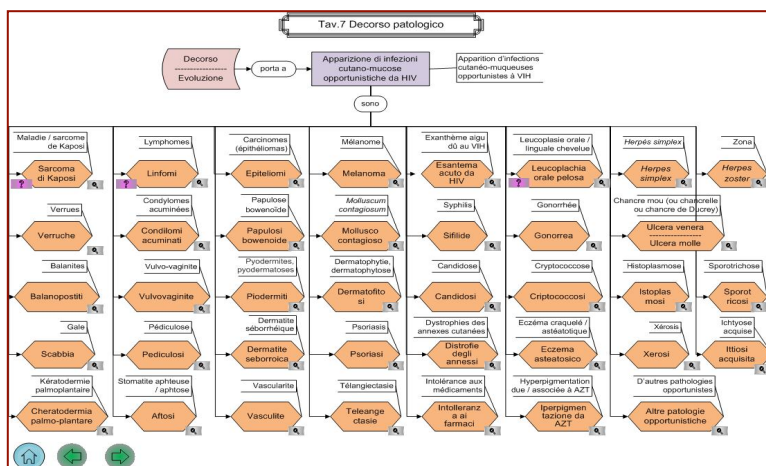 Tav.7 Decorso patologico
Decorso
Evoluzione
porta a
Apparizione di infezioni
cutano-mucose
opportunistiche da HIV
Apparition d'infections
cutanéo-muqueuses
opportunistes à VIH
sono
Maladie / sarcome
de Kaposi
Sarcoma
di Kaposi
?
Lymphomes
Linfomi
?
Carcinomes
(épithéliomas)
Epiteliomi
Mélanome
Melanoma
Exanthème aigu
dû au VIH
Esantema
acuto da
HIV
Leucoplasie orale /
linguale chevelue
Leucoplachia
orale pelosa
?
Herpés simplex
Herpes
simplex
Zona
Herpes
zoster
Verrues
Verruche
Condylomes
acuminées
Condilomi
acuminati
Papulose
bowenoïde
Papulosi
bowenoide
Molluscum
contagiosum
Mollusco
contagioso
Syphilis
Sifilide
Gonorrhée
Gonorrea
Chancre mou (ou chancrelle
ou chancre de Ducrey)
Ulcera venera
Ulcera molle
Balanites
Balanopostiti
Vulvo-vaginite
Vulvovaginite
Pyodermites,
pyodermatoses
Piodermiti
Dermatophytie,
dermatophytose
Dermatofito
si
Candidose
Candidosi
Cryptococcose
Criptococcosi
Histoplasmose
Istoplas
mosi
Sporotrichose
Sporot
ricosi
Gale
Scabbia
Pédiculose
Pediculosi
Dermatite
séborrhéique
Dermatite
seborroica
Psoriasis
Psoriasi
Dystrophies des
annexes cutanées
Distrofie
degli
annessi
Eczéma craquelé /
astéatotique
Eczema
asteatosico
Xérosis
Xerosi
Ichtyose
acquise
Ittiosi
acquisita
Kératodermie
palmoplantaire
Cheratodermia
palmo-plantare
Stomatite aphteuse
/ aphtose
Aftosi
Vascularite
Vasculite
Télangiectasie
Teleange
ctasie
Intolérance aux
médicaments
Intolleranz
a ai
farmaci
Hyperpigmentation
due / associée à AZT
Iperpigmen
tazione da
AZT
D'autres pathologies
opportunistes
Altre patologie
opportunistiche